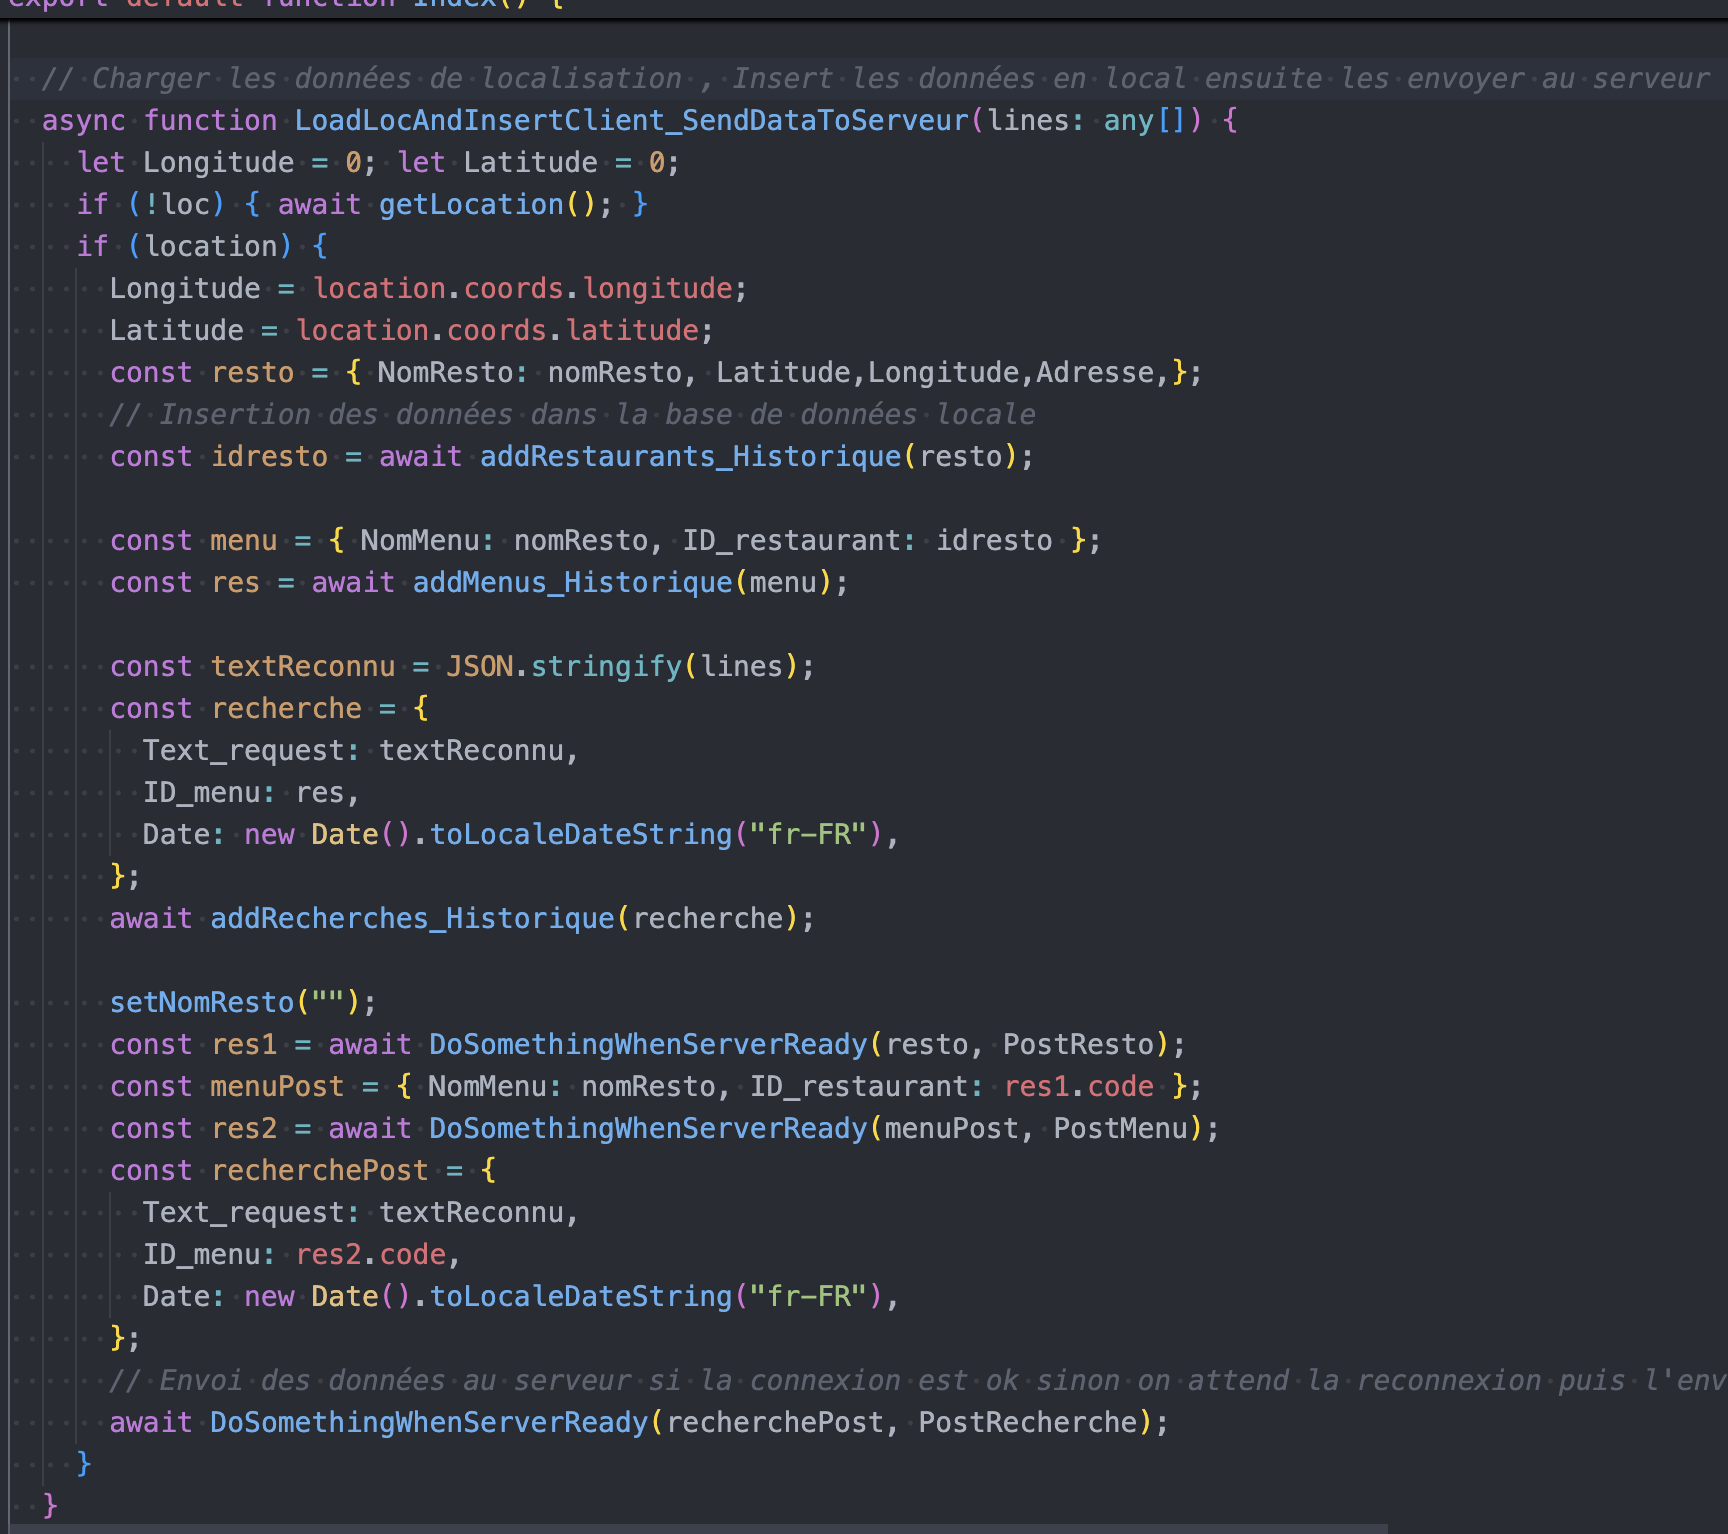 export default function Index() {
// Charger les données de localisation , Insert les données en local ensuite les envoyer au serveur
async function LoadLocAndInsertClient_SendDataToServeur(lines: any[]) {
let Longitude = 0; let Latitude = 0;
if (!loc) { await getLocation(); }
if (location) {
Longitude = location.coords.longitude;
Latitude = location.coords.latitude;
const resto = { NomResto: nomResto, Latitude,Longitude,Adresse,};
// Insertion des données dans la base de données locale
const idresto = await addRestaurants_Historique(resto);
const menu = { NomMenu: nomResto, ID_restaurant: idresto };
const res = await addMenus_Historique(menu);
const textReconnu = JSON.stringify(lines);
const recherche = {
Text_request: textReconnu,
ID_menu: res,
Date: new Date().toLocaleDateString("fr-FR"),
};
await addRecherches_Historique(recherche);
setNomResto("");
const res1 = await DoSomethingWhenServerReady(resto, PostResto);
const menuPost = { NomMenu: nomResto, ID_restaurant: res1.code };
const res2 = await DoSomethingWhenServerReady(menuPost, PostMenu);
const recherchePost = {
Text_request: textReconnu,
ID_menu: res2.code,
Date: new Date().toLocaleDateString("fr-FR"),
};
// Envoi des données au serveur si la connexion est ok sinon on attend la reconnexion puis l'env
await DoSomethingWhenServerReady(recherchePost, PostRecherche);
}
}